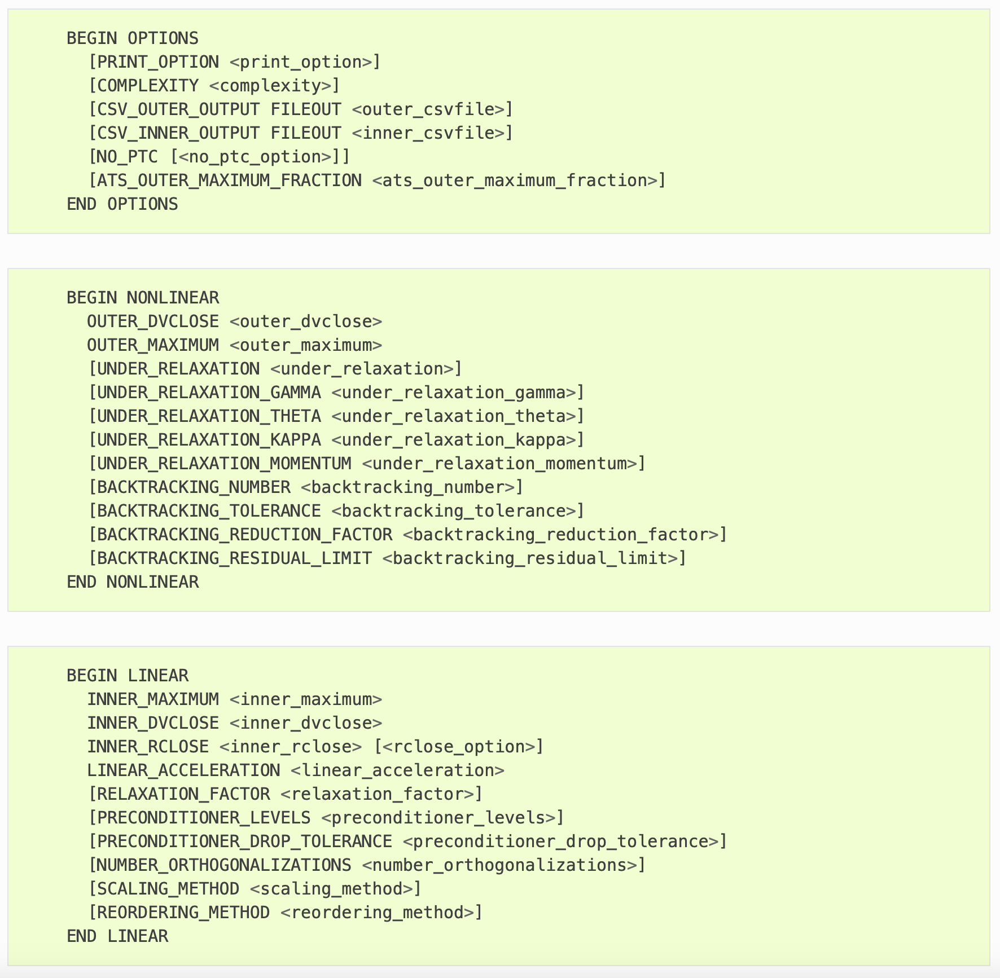 BEGIN OPTIONS
[PRINT_OPTION <print_option>]
[COMPLEXITY <complexity>]
[CSV_OUTER_OUTPUT FILEOUT <outer_csvfile>]
[CSV_INNER_OUTPUT FILEOUT <inner_csvfile>]
[NO_PTC [<no_ptc_option>]]
[ATS_OUTER_MAXIMUM_FRACTION <ats_outer_maximum_fraction>]
END OPTIONS
BEGIN NONLINEAR
OUTER_DVCLOSE <outer_dvclose>
OUTER_MAXIMUM <outer_maximum>
[UNDER_RELAXATION <under_relaxation>]
[UNDER_RELAXATION_GAMMA <under_relaxation_gamma>]
[UNDER_RELAXATION_THETA <under_relaxation_theta>]
[UNDER_RELAXATION_KAPPA <under_relaxation_kappa>]
[UNDER_RELAXATION_MOMENTUM <under_relaxation_momentum>]
[BACKTRACKING_NUMBER <backtracking_number>]
[BACKTRACKING_TOLERANCE <backtracking_tolerance>]
[BACKTRACKING_REDUCTION_FACTOR <backtracking_reduction_factor>]
[BACKTRACKING_RESIDUAL_LIMIT <backtracking_residual_limit>]
END NONLINEAR
BEGIN LINEAR
INNER_MAXIMUM <inner_maximum>
INNER_DVCLOSE <inner_dvclose>
INNER_RCLOSE <inner_rclose> [<rclose_option>]
LINEAR_ACCELERATION <linear_acceleration>
[RELAXATION_FACTOR <relaxation_factor>]
[PRECONDITIONER_LEVELS <preconditioner_levels>]
[PRECONDITIONER_DROP_TOLERANCE <preconditioner_drop_tolerance>]
[NUMBER_ORTHOGONALIZATIONS <number_orthogonalizations>]
[SCALING_METHOD <scaling_method>]
[REORDERING_METHOD <reordering_method>]
END LINEAR